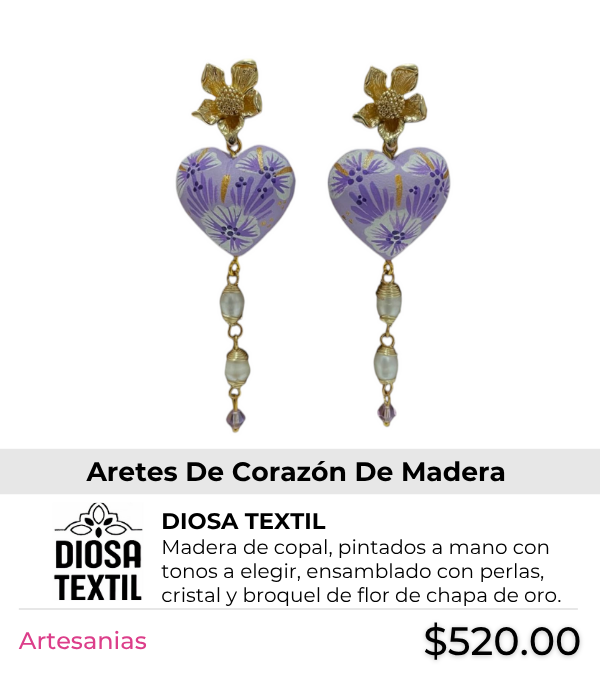 Aretes De Corazón De Madera
DIOSA
TEXTIL
DIOSA TEXTIL
Madera de copal, pintados a mano con
tonos a elegir, ensamblado con perlas,
cristal y broquel de flor de chapa de oro.
Artesanias
$520.00